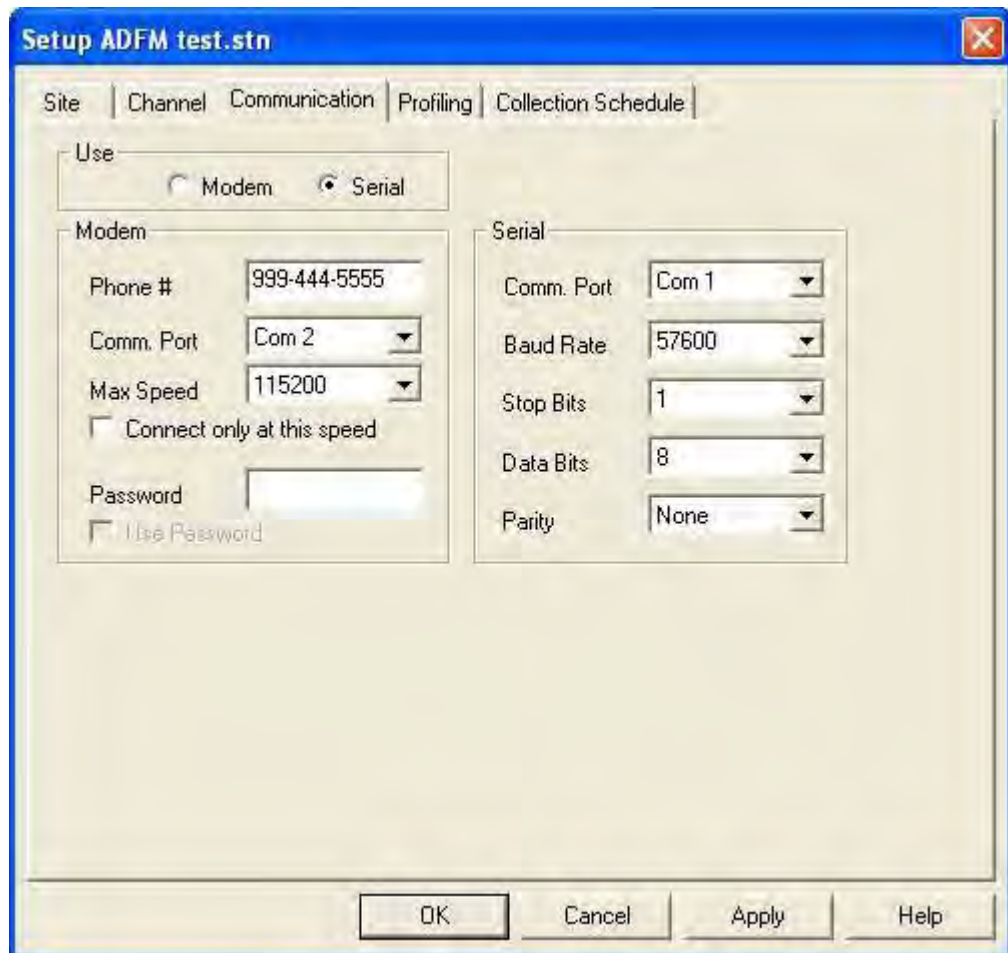 Setup ADFM test.stn
Site Channel Communication Profiling Collection Schedule
Use
Modem Serial
Modem
Phone # 999-444-5555
Comm. Port Com 2
Max Speed 115200
Connect only at this speed
Password
Use Password
Serial
Comm. Port Com 1
Baud Rate 57600
Stop Bits 1
Data Bits 8
Parity None
OK Cancel Apply Help